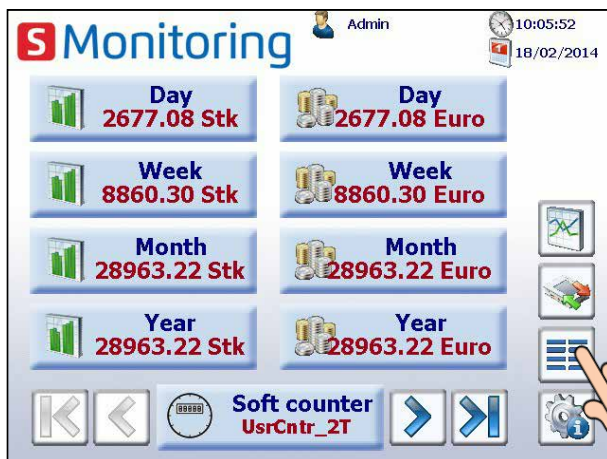 Admin
10:05:52
S Monitoring
18/02/2014
Day
2677.08 Stk
Day
2677.08 Euro
Week
8860.30 Stk
Week
8860.30 Euro
Month
28963.22 Stk
Month
28963.22 Euro
Year
28963.22 Stk
Year
28963.22 Euro
Soft counter
UsrCntr_2T